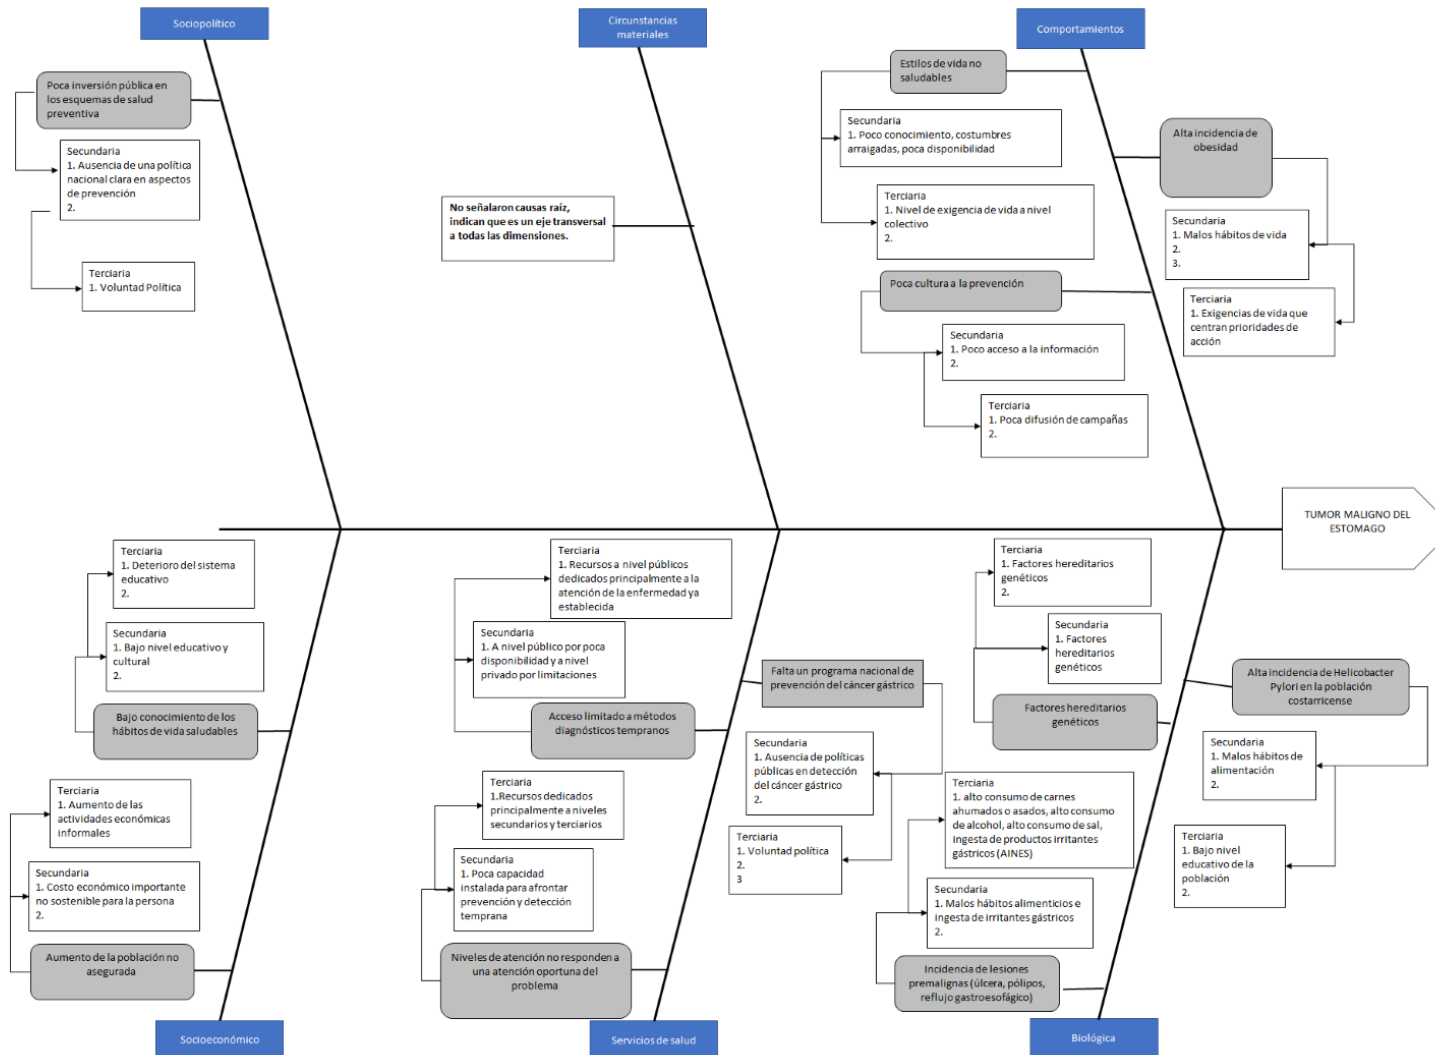 Sociopolítico
Circunstancias
materiales
Comportamientos
Poca inversión pública en
los esquemas de salud
preventiva
Secundaria
1. Ausencia de una política
nacional clara en aspectos
de prevención
2.
Terciaria
1. Voluntad Política
No señalaron causas raíz,
indican que es un eje transversal
a todas las dimensiones.
Estilos de vida no
saludables
Secundaria
1. Poco conocimiento, costumbres
arraigadas, poca disponibilidad
Terciaria
1. Nivel de exigencia de vida a nivel
colectivo
2.
Poca cultura a la prevención
Secundaria
1. Poco acceso a la información
2.
Terciaria
1. Poca difusión de campañas
2.
Alta incidencia de
obesidad
Secundaria
1. Malos hábitos de vida
2.
3.
Terciaria
1. Exigencias de vida que
centran prioridades de
acción
TUMOR MALIGNO DEL
ESTOMAGO
Terciaria
1. Deterioro del sistema
educativo
2.
Secundaria
1. Bajo nivel educativo y
cultural
2.
Bajo conocimiento de los
hábitos de vida saludables
Terciaria
1. Aumento de las
actividades económicas
informales
Secundaria
1. Costo económico importante
no sostenible para la persona
2.
Aumento de la población no
asegurada
Socioeconómico
Terciaria
1. Recursos a nivel públicos
dedicados principalmente a la
atención de la enfermedad ya
establecida
Secundaria
1. A nivel público por poca
disponibilidad y a nivel
privado por limitaciones
Acceso limitado a métodos
diagnósticos tempranos
Terciaria
1.Recursos dedicados
principalmente a niveles
secundarios y terciarios
Secundaria
1. Poca capacidad
instalada para afrontar
prevención y detección
temprana
Niveles de atención no responden a
una atención oportuna del
problema
Falta un programa nacional de
prevención del cáncer gástrico
Secundaria
1. Ausencia de políticas
públicas en detección
del cáncer gástrico
2.
Terciaria
1. Voluntad política
2.
3
Servicios de salud
Terciaria
1. Factores hereditarios
genéticos
2.
Secundaria
1. Factores
hereditarios
genéticos
Factores hereditarios
genéticos
Terciaria
1. alto consumo de carnes
ahumados o asados, alto consumo
de alcohol, alto consumo de sal,
ingesta de productos irritantes
gástricos (AINES)
Secundaria
1. Malos hábitos alimenticios e
ingesta de irritantes gástricos
2.
Incidencia de lesiones
premalignas (úlcera, pólipos,
reflujo gastroesofágico)
Alta incidencia de Helicobacter
Pylori en la población
costarricense
Secundaria
1. Malos hábitos de
alimentación
2.
Terciaria
1. Bajo nivel
educativo de la
población
2.
Biológica